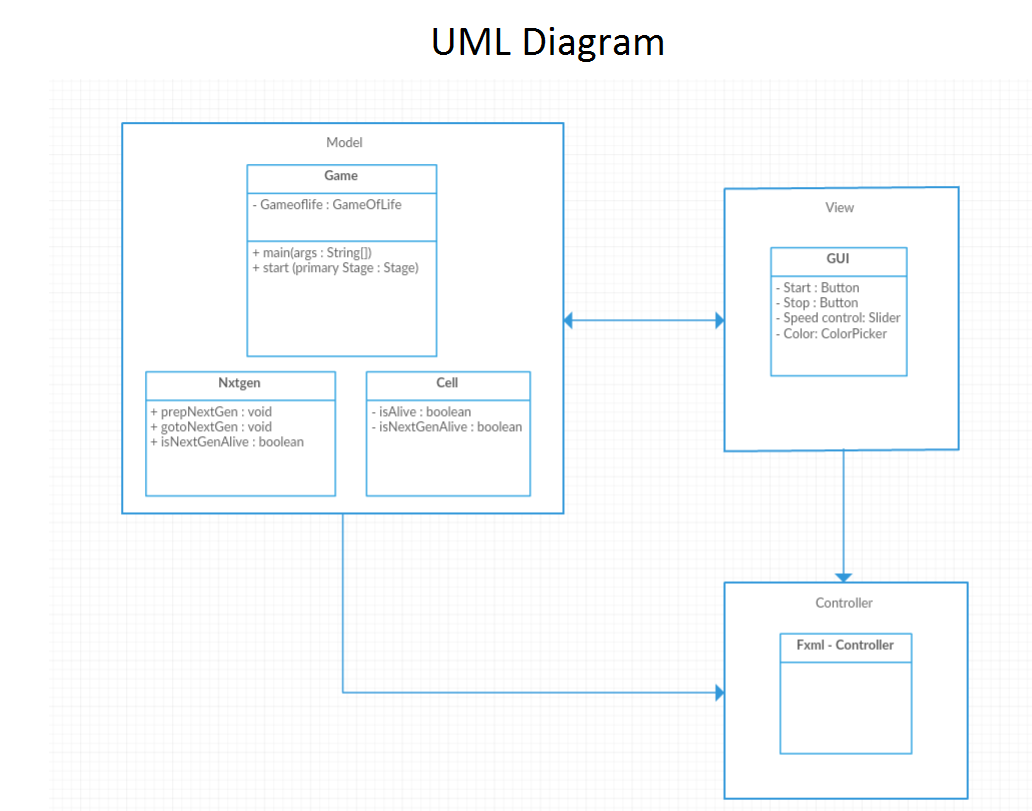 UML Diagram
Model
Game
- Gameoflife : GameOfLife
+ main(args : String[])
+ start (primary Stage : Stage)
Nxtgen
+ prepNextGen : void
+ gotoNextGen : void
+ isNextGenAlive : boolean
Cell
- isAlive : boolean
- isNextGenAlive : boolean
View
GUI
- Start : Button
- Stop : Button
- Speed control: Slider
- Color: ColorPicker
Controller
Fxml - Controller